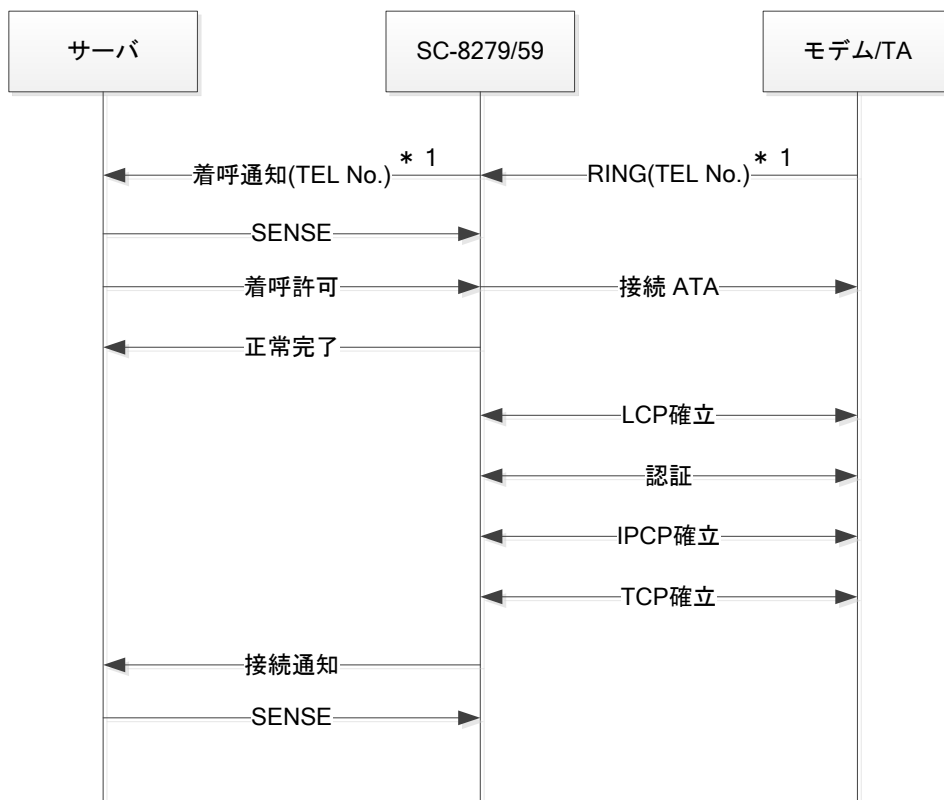 サーバ
SC-8279/59
モデム/TA
着呼通知(TEL No.)＊1
RING(TEL No.)＊1
SENSE
着呼許可
接続 ATA
正常完了
LCP確立
認証
IPCP確立
TCP確立
接続通知
SENSE